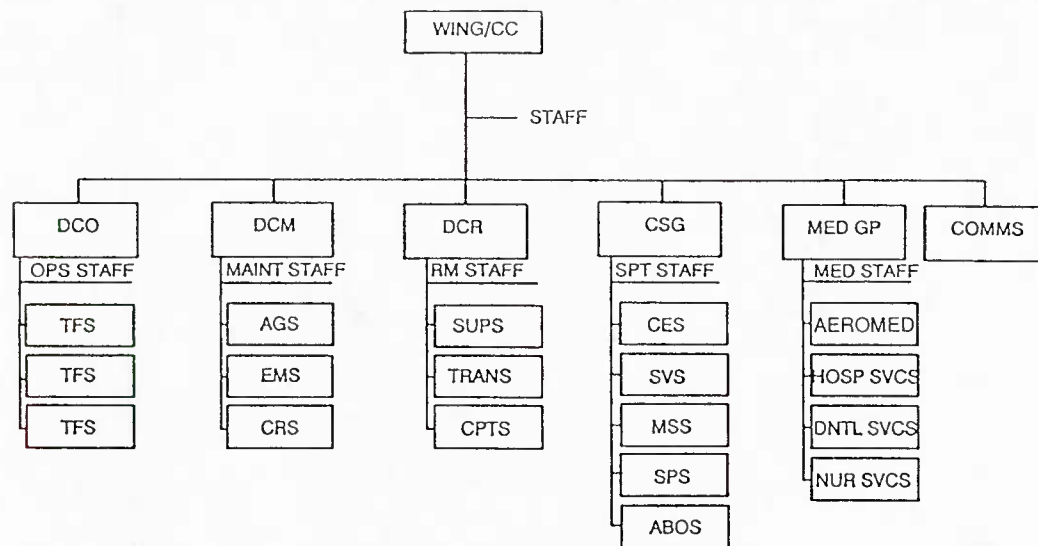 WING/CC
STAFF
DCO
DCM
DCR
CSG
MED GP
COMMS
OPS STAFF
MAINT STAFF
RM STAFF
SPT STAFF
MED STAFF
TFS
AGS
SUPS
CES
AEROMED
TFS
EMS
TRANS
SVS
HOSP SVCS
TFS
CRS
CPTS
MSS
DNTL SVCS
SPS
NUR SVCS
ABOS